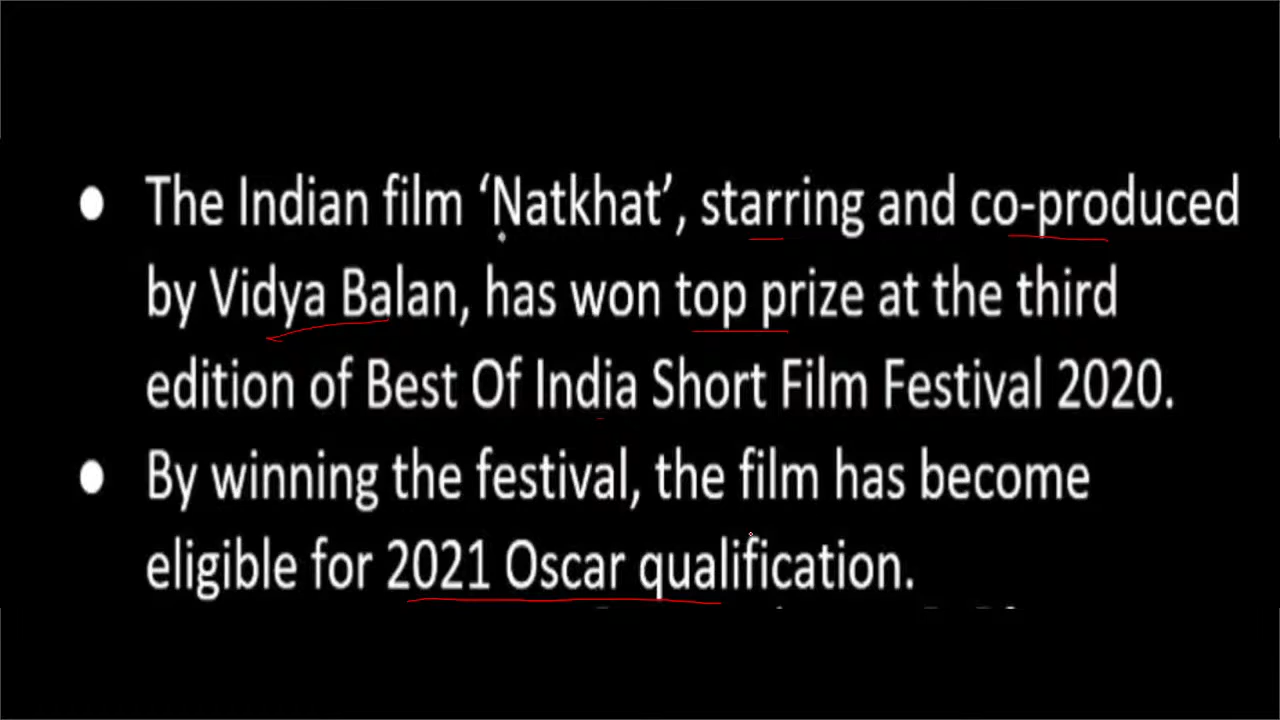 ● The Indian film ‘Natkhat’, starring and co-produced
by Vidya Balan, has won top prize at the third
edition of Best Of India Short Film Festival 2020.
● By winning the festival, the film has become
eligible for 2021 Oscar qualification.